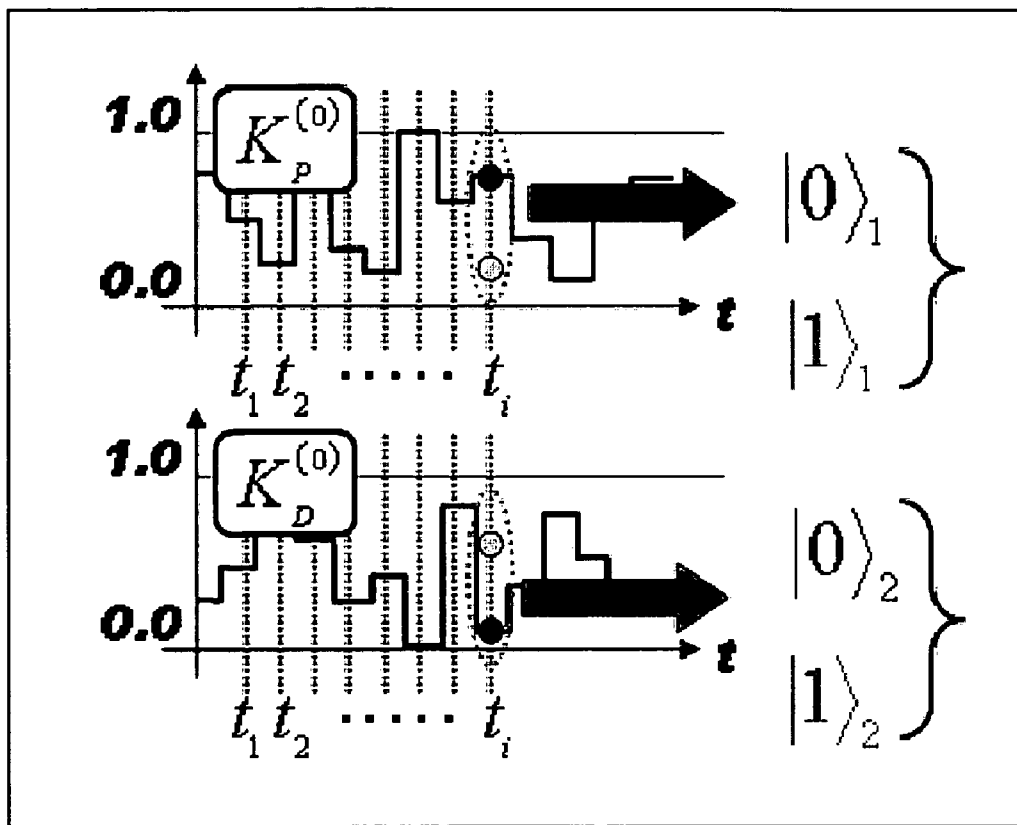 1.0
K_P^(0)
0.0
t
t_1 t_2 ..... t_i
|0⟩_1
|1⟩_1
1.0
K_D^(0)
0.0
t
t_1 t_2 ..... t_i
|0⟩_2
|1⟩_2